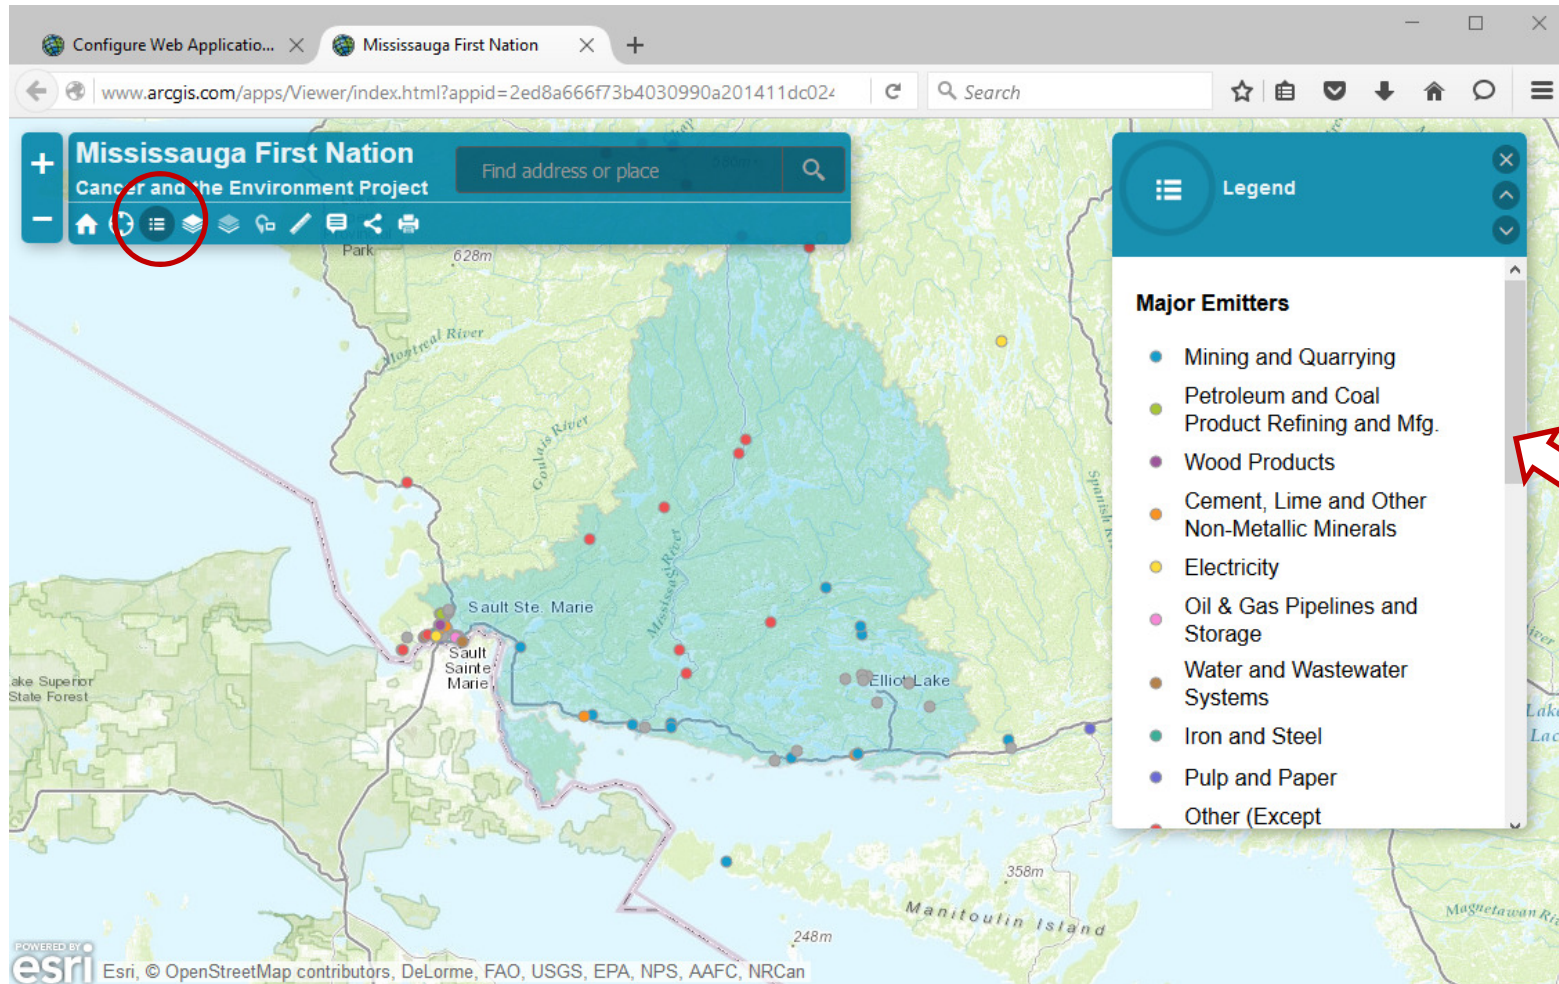 Configure Web Applicatio...
Mississauga First Nation
www.arcgis.com/apps/Viewer/index.html?appid=2ed8a666f73b4030990a201411dc024
Search
Mississauga First Nation
Cancer and the Environment Project
Find address or place
Legend
Major Emitters
Mining and Quarrying
Petroleum and Coal
Product Refining and Mfg.
Wood Products
Cement, Lime and Other
Non-Metallic Minerals
Electricity
Oil & Gas Pipelines and
Storage
Water and Wastewater
Systems
Iron and Steel
Pulp and Paper
Other (Except
Park
628m
Montreal River
Goulais River
Mississagi River
Spanish
Sault Ste. Marie
Sault
Sainte
Marie
Elliot Lake
ake Superior
State Forest
Lake
Lac
358m
Manitoulin Island
248m
Magnetawan
POWERED BY
esri
Esri, © OpenStreetMap contributors, DeLorme, FAO, USGS, EPA, NPS, AAFC, NRCan